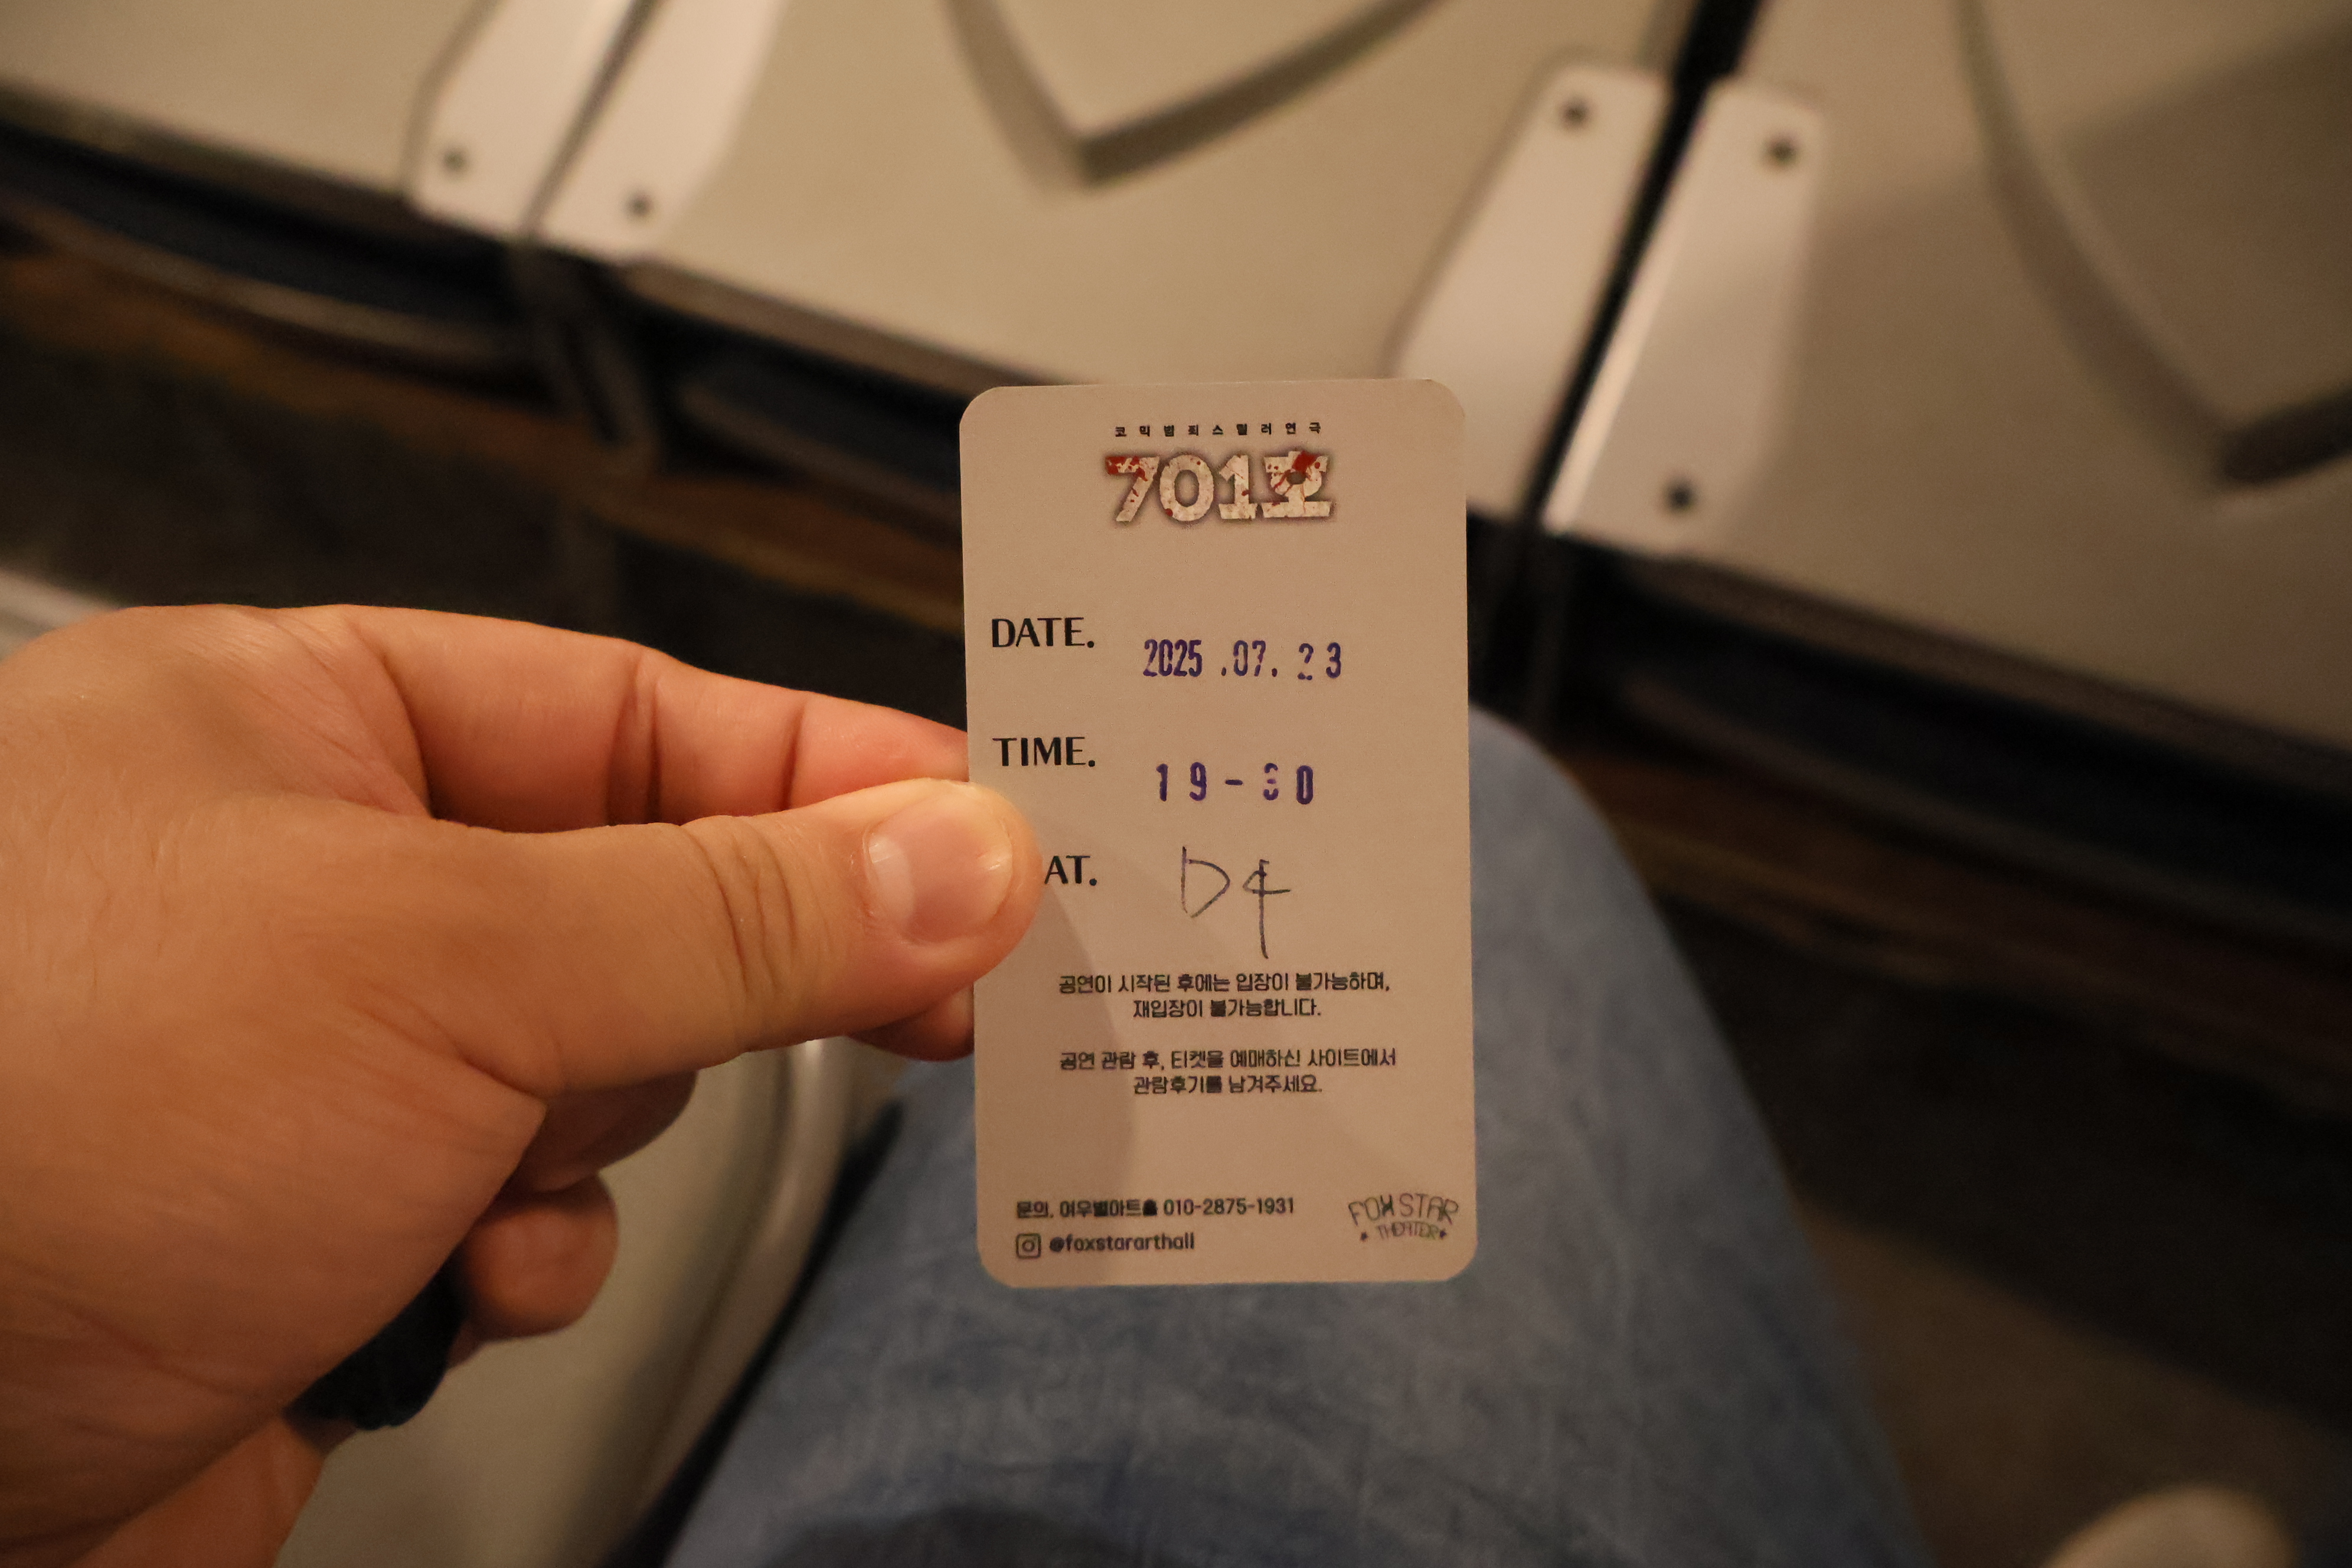 코믹범죄스릴러연극
701호
DATE. 2025 .07. 23
TIME. 19-30
AT. D4
공연이 시작된 후에는 입장이 불가능하며,
재입장이 불가능합니다.
공연 관람 후, 티켓을 예매하신 사이트에서
관람후기를 남겨주세요.
문의. 여우별아트홀 010-2875-1931
@foxstararthall
FOX STAR
THEATER